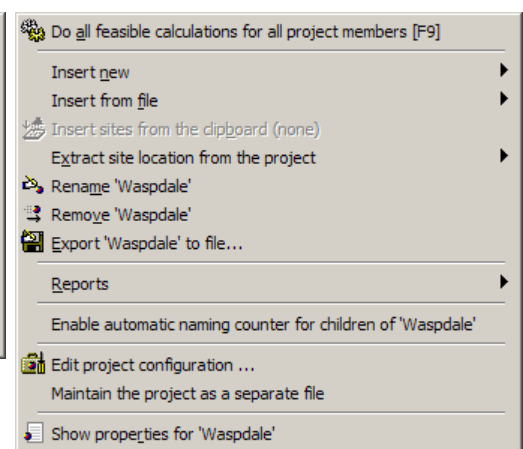 Do all feasible calculations for all project members [F9]
Insert new
Insert from file
Insert sites from the clipboard (none)
Extract site location from the project
Rename 'Waspdale'
Remove 'Waspdale'
Export 'Waspdale' to file...
Reports
Enable automatic naming counter for children of 'Waspdale'
Edit project configuration ...
Maintain the project as a separate file
Show properties for 'Waspdale'